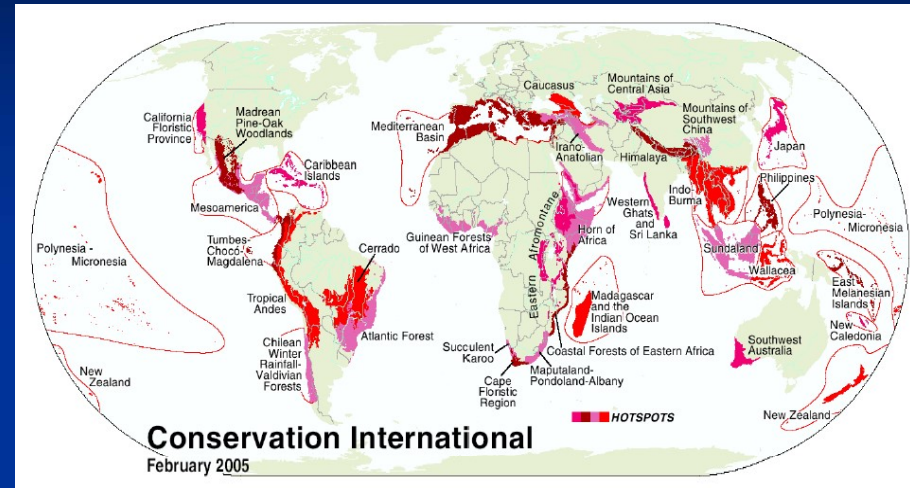 California
Floristic
Province
Madrean
Pine-Oak
Woodlands
Caribbean
Islands
Mesoamerica
Polynesia -
Micronesia
Tumbes-
Chocó-
Magdalena
Tropical
Andes
Cerrado
Atlantic Forest
Chilean
Winter
Rainfall-
Valdivian
Forests
New
Zealand
Mediterranean
Basin
Caucasus
Irano-
Anatolian
Mountains of
Central Asia
Mountains of
Southwest
China
Himalaya
Japan
Indo-
Burma
Western
Ghats
and
Sri Lanka
Philippines
Polynesia-
Micronesia
Guinean Forests
of West Africa
Eastern Afromontane
Horn of
Africa
Sundaland
Wallacea
East
Melanesian
Islands
New
Caledonia
Madagascar
and the
Indian Ocean
Islands
Coastal Forests of Eastern Africa
Succulent
Karoo
Cape
Floristic
Region
Maputaland-
Pondoland-Albany
Southwest
Australia
New Zealand
HOTSPOTS
Conservation International
February 2005